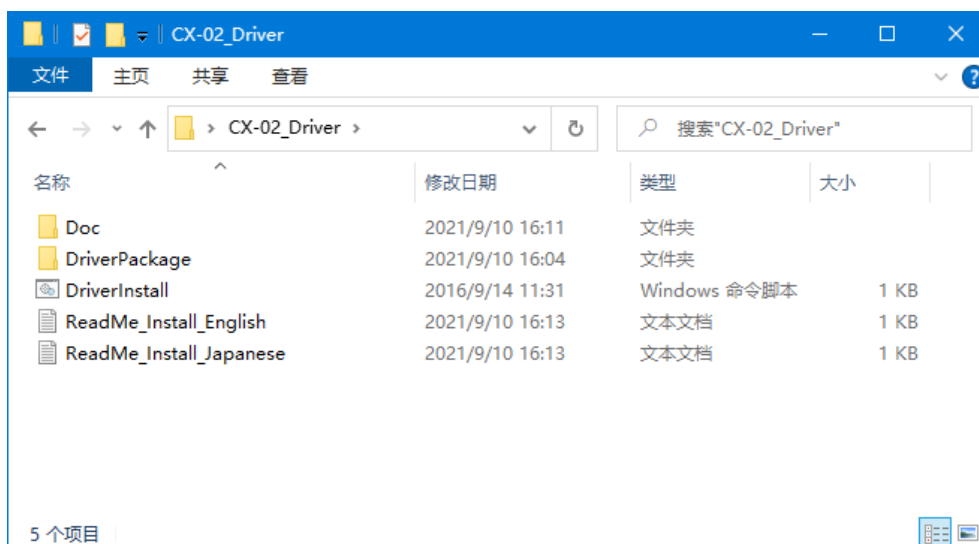 CX-02_Driver
文件 主页 共享 查看
CX-02_Driver 搜索"CX-02_Driver"
名称 修改日期 类型 大小
Doc 2021/9/10 16:11 文件夹
DriverPackage 2021/9/10 16:04 文件夹
DriverInstall 2016/9/14 11:31 Windows 命令脚本 1 KB
ReadMe_Install_English 2021/9/10 16:13 文本文档 1 KB
ReadMe_Install_Japanese 2021/9/10 16:13 文本文档 1 KB
5 个项目